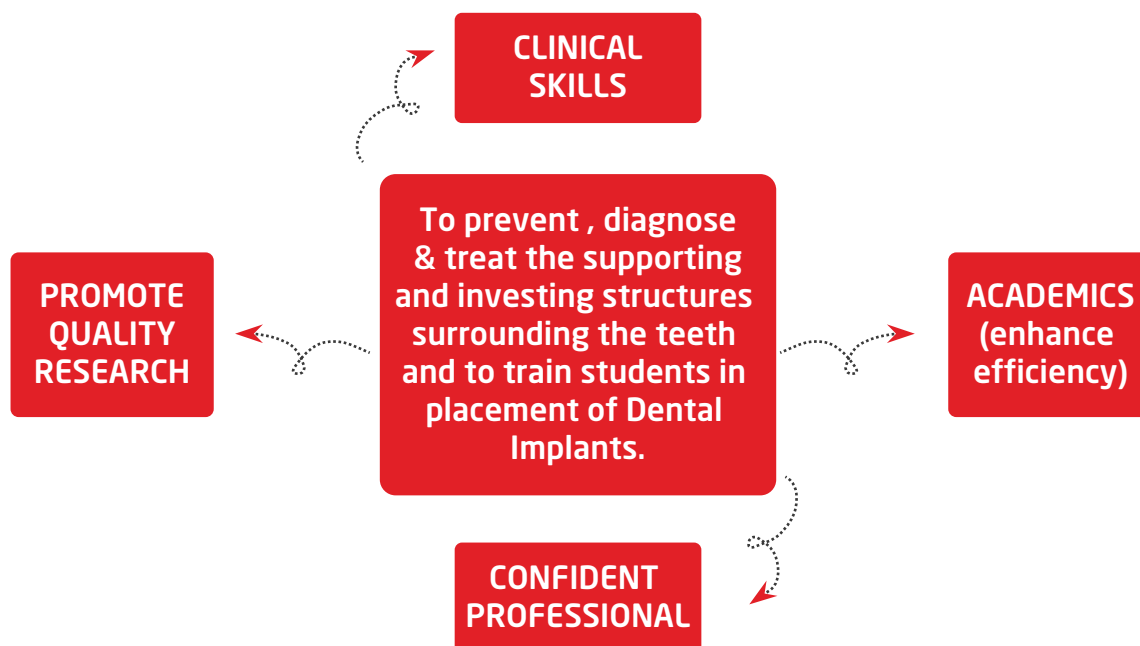 CLINICAL
SKILLS
To prevent , diagnose
& treat the supporting
and investing structures
surrounding the teeth
and to train students in
placement of Dental
Implants.
PROMOTE
QUALITY
RESEARCH
ACADEMICS
(enhance
efficiency)
CONFIDENT
PROFESSIONAL